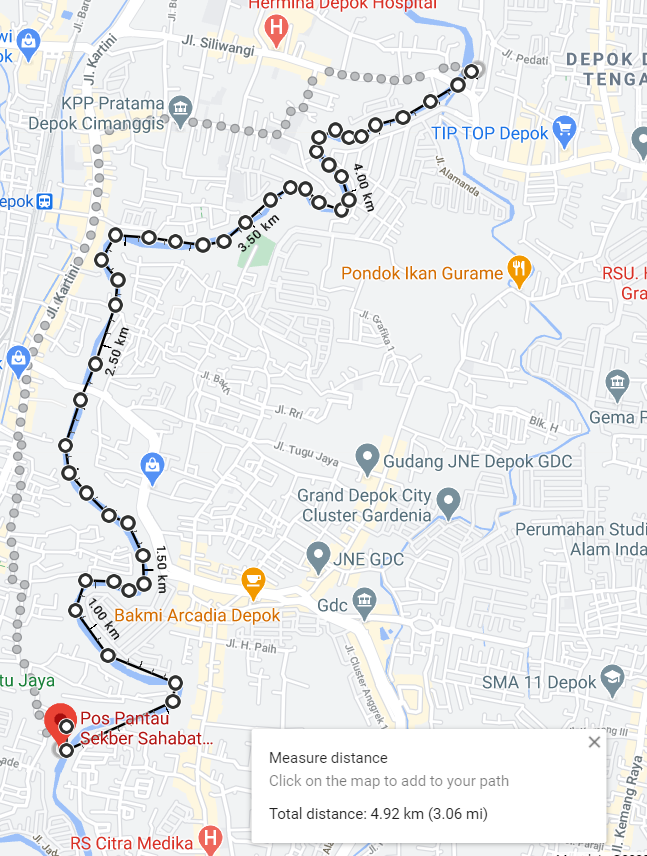 Hermina Depok Hospital
Jl. Siliwangi
Jl. Kartini
Jl. Pedati
DEPOK D
TENGA
KPP Pratama
Depok Cimanggis
TIP TOP Depok
Jl. Alamanda
epok
4.00 km
3.50 km
Pondok Ikan Gurame
RSU. H
Gra
Jl. Kartini
2.50 km
Jl. Grafika 1
Jl. Bakti
Jl. Rri
Blk. H
Gema P
Jl. Tugu Jaya
Gudang JNE Depok GDC
Grand Depok City
Cluster Gardenia
Perumahan Studi
Alam Inda
1.50 km
JNE GDC
Gdc
Bakmi Arcadia Depok
1.00 km
Jl. H. Paih
Jl. Cluster Anggrek 1
tu Jaya
SMA 11 Depok
Pos Pantau
Sekber Sahabat...
Jl. Kemang Raya
Measure distance
Click on the map to add to your path
Total distance: 4.92 km (3.06 mi)
RS Citra Medika